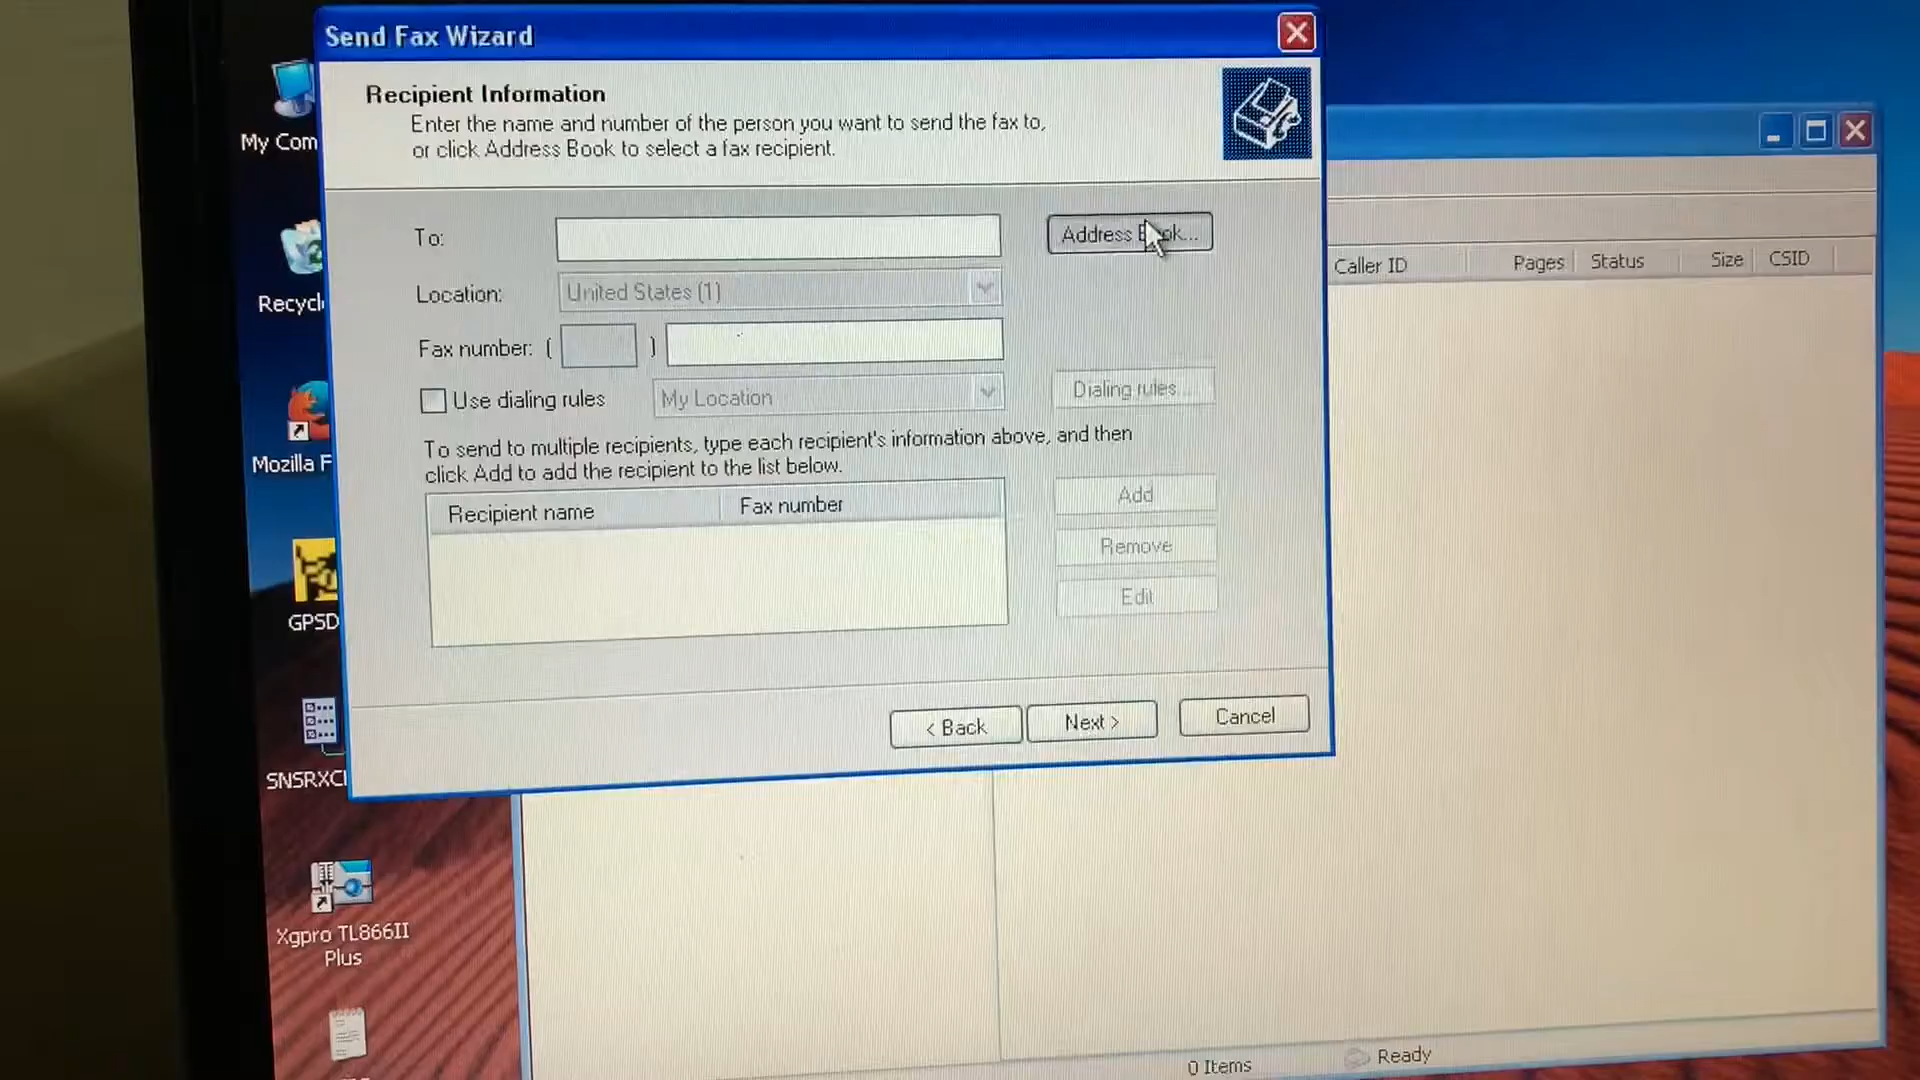 Send Fax Wizard
Recipient Information
Enter the name and number of the person you want to send the fax to,
or click Address Book to select a fax recipient.
To:
Address B ok...
Location:
United States (1)
Fax number: ( )
Use dialing rules
My Location
Dialing rules...
To send to multiple recipients, type each recipient's information above, and then
click Add to add the recipient to the list below.
Recipient name
Fax number
Add
Remove
Edit
< Back
Next >
Cancel
Caller ID
Pages
Status
Size
CSID
0 Items
Ready
My Com
Recycl
Mozilla F
GPSD
SNSRXC
Xgpro TL866II
Plus